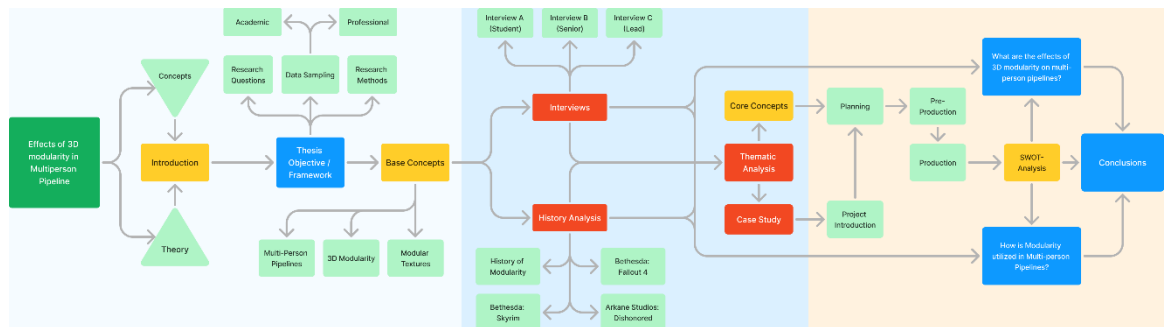 Effects of 3D
modularity in
Multiperson
Pipeline
Concepts
Introduction
Theory
Academic
Professional
Research
Questions
Data Sampling
Research
Methods
Thesis
Objective /
Framework
Base Concepts
Multi-Person
Pipelines
3D Modularity
Modular
Textures
Interview A
(Student)
Interview B
(Senior)
Interview C
(Lead)
Interviews
History Analysis
History of
Modularity
Bethesda:
Fallout 4
Bethesda:
Skyrim
Arkane Studios:
Dishonored
Core Concepts
Thematic
Analysis
Case Study
Planning
Pre-
Production
Production
Project
Introduction
What are the effects of
3D modularity on multi-
person pipelines?
SWOT-
Analysis
How is Modularity
utilized in Multi-person
Pipelines?
Conclusions